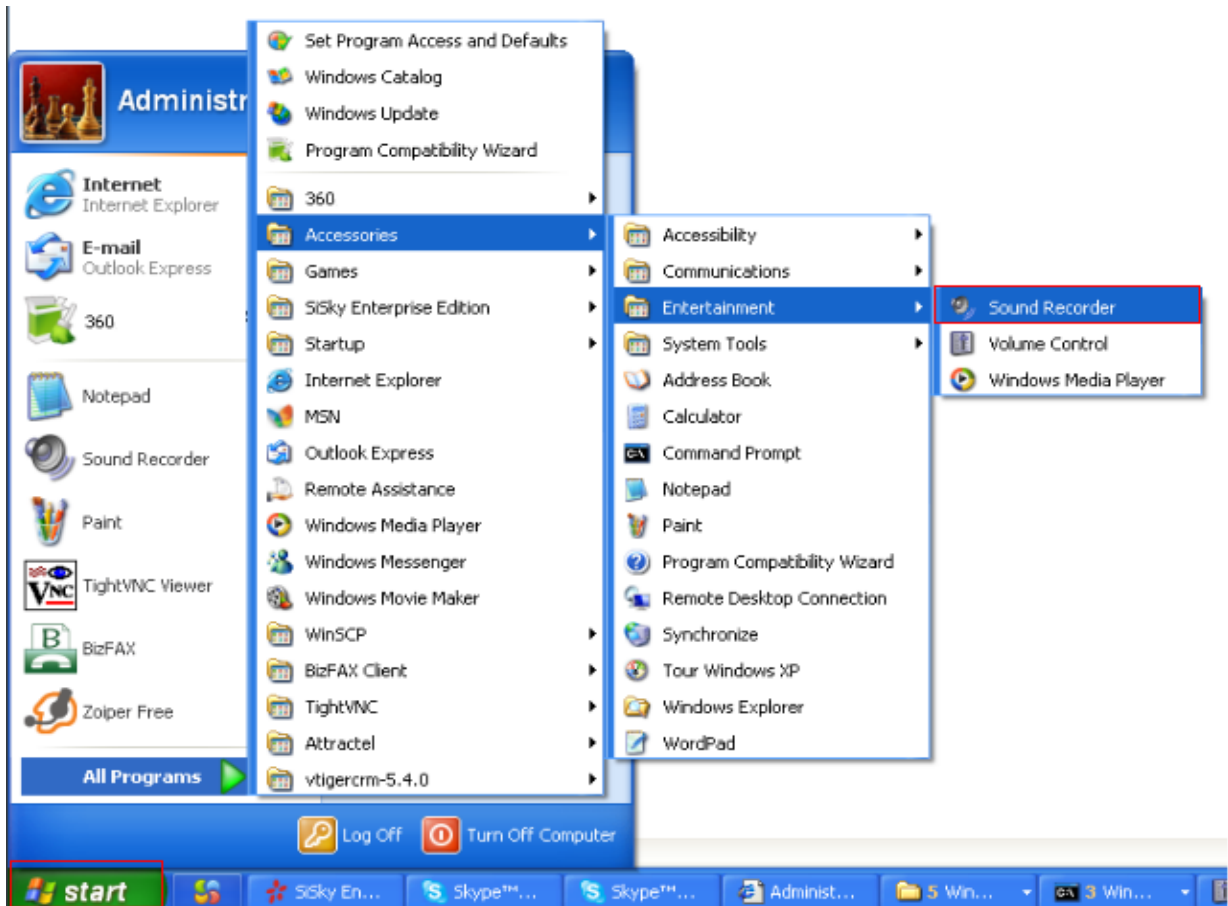 Administr
Internet
Internet Explorer
E-mail
Outlook Express
360
Notepad
Sound Recorder
Paint
VNC
TightVNC Viewer
B
BizFAX
Zoiper Free
All Programs
Set Program Access and Defaults
Windows Catalog
Windows Update
Program Compatibility Wizard
360
Accessories
Games
SiSky Enterprise Edition
Startup
Internet Explorer
MSN
Outlook Express
Remote Assistance
Windows Media Player
Windows Messenger
Windows Movie Maker
WinSCP
BizFAX Client
TightVNC
Attractel
vtigercrm-5.4.0
Accessibility
Communications
Entertainment
System Tools
Address Book
Calculator
Command Prompt
Notepad
Paint
Program Compatibility Wizard
Remote Desktop Connection
Synchronize
Tour Windows XP
Windows Explorer
WordPad
Sound Recorder
Volume Control
Windows Media Player
Log Off
Turn Off Computer
start
SiSky En...
Skype™...
Skype™...
Administ...
5 Win...
3 Win...